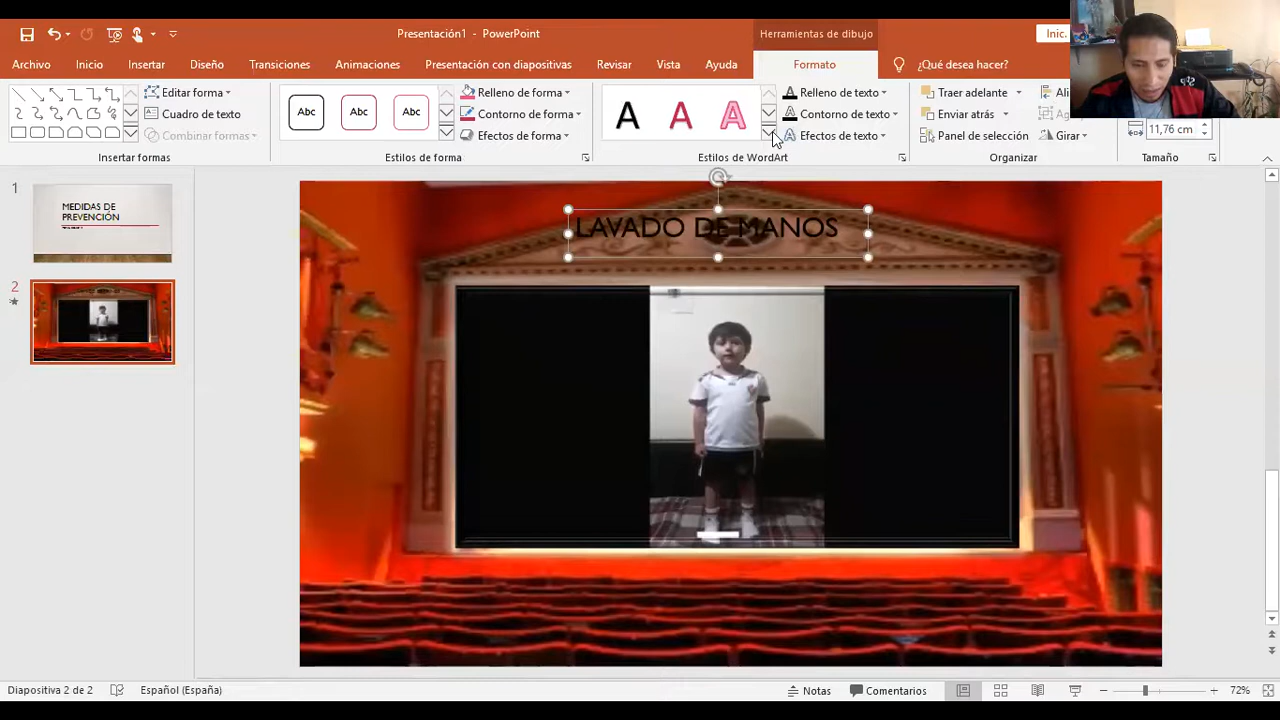 Presentación1 - PowerPoint
Herramientas de dibujo
Inic.
Archivo Inicio Insertar Diseño Transiciones Animaciones Presentación con diapositivas Revisar Vista Ayuda Formato ¿Qué desea hacer?
Editar forma
Cuadro de texto
Combinar formas
Insertar formas
Abc Abc Abc
Relleno de forma
Contorno de forma
Efectos de forma
Estilos de forma
A A A
Relleno de texto
Contorno de texto
Efectos de texto
Estilos de WordArt
Traer adelante
Enviar atrás
Panel de selección
Ali
Ag
Girar
Organizar
11,76 cm
Tamaño
1
MEDIDAS DE
PREVENCIÓN
2
LAVADO DE MANOS
Diapositiva 2 de 2 Español (España) Notas Comentarios 72%